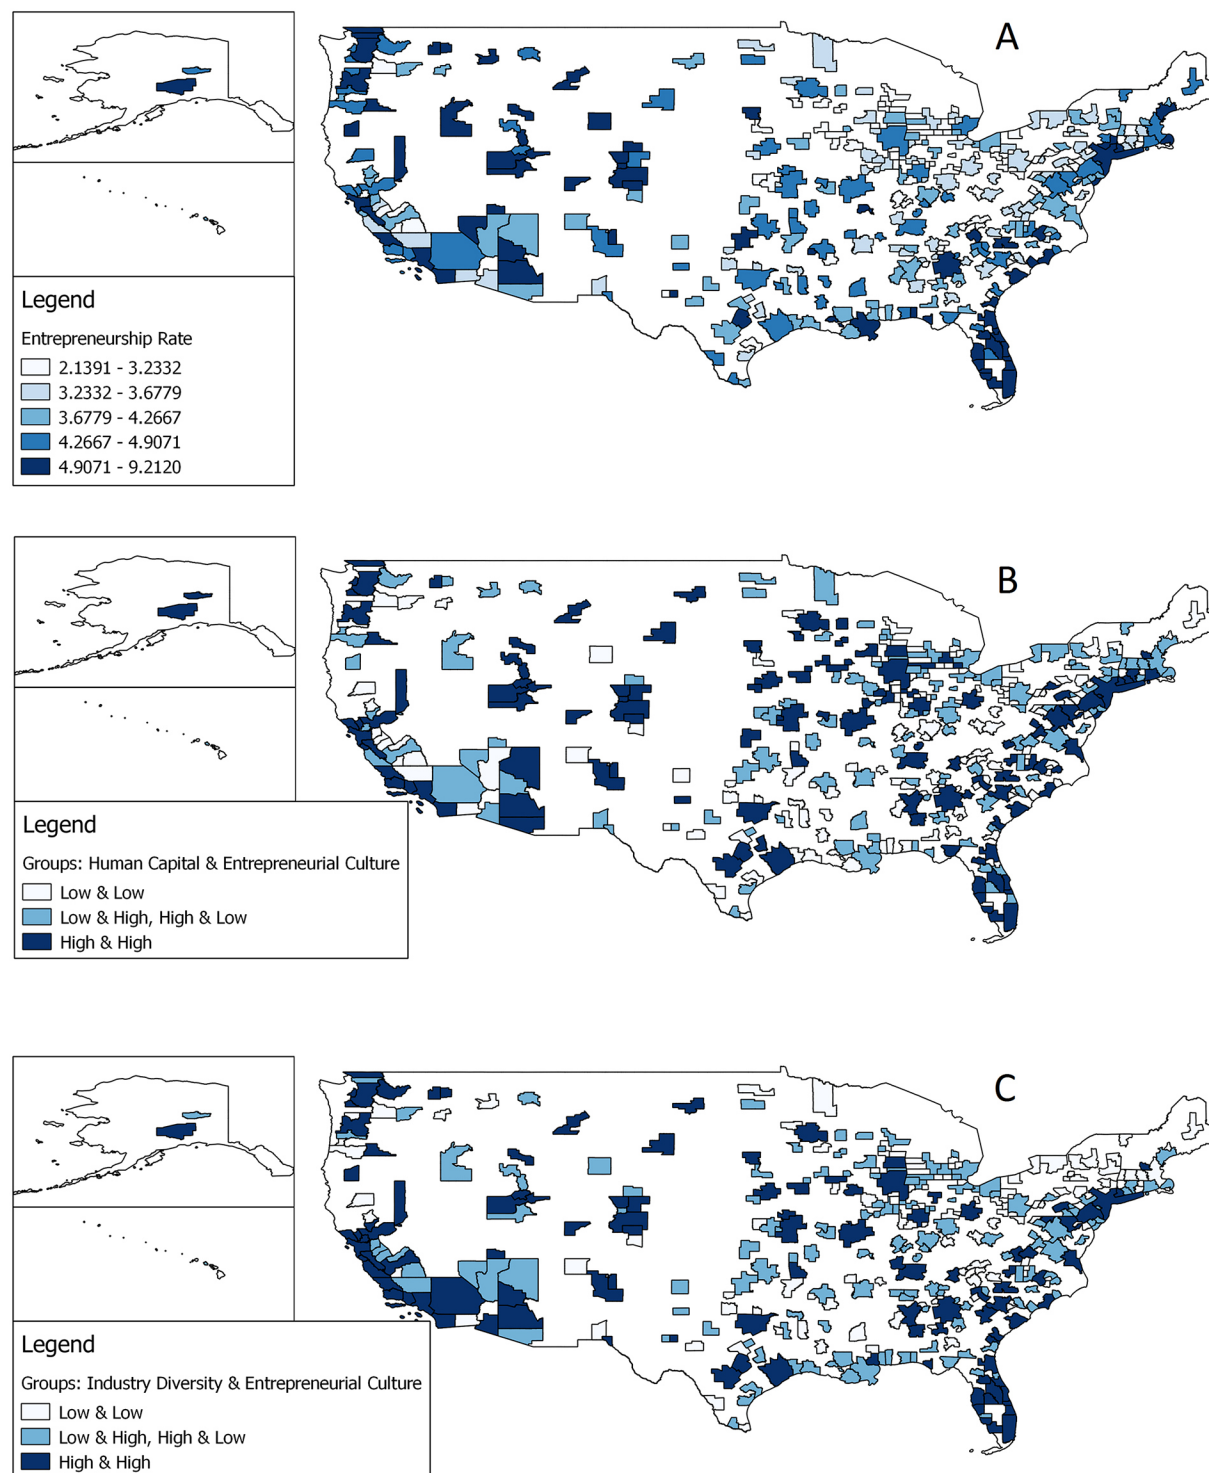 A
Legend
Entrepreneurship Rate
2.1391 - 3.2332
3.2332 - 3.6779
3.6779 - 4.2667
4.2667 - 4.9071
4.9071 - 9.2120
B
Legend
Groups: Human Capital & Entrepreneurial Culture
Low & Low
Low & High, High & Low
High & High
C
Legend
Groups: Industry Diversity & Entrepreneurial Culture
Low & Low
Low & High, High & Low
High & High